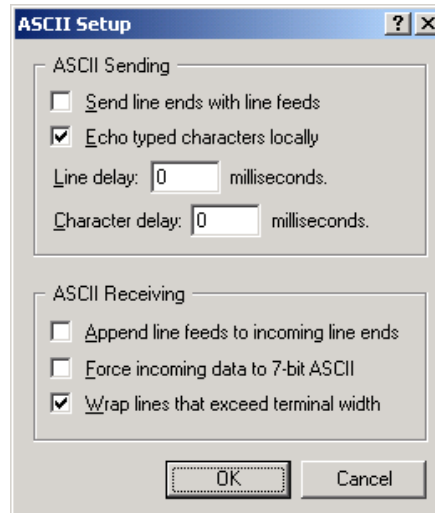 ASCII Setup
ASCII Sending
Send line ends with line feeds
Echo typed characters locally
Line delay: 0 milliseconds.
Character delay: 0 milliseconds.
ASCII Receiving
Append line feeds to incoming line ends
Force incoming data to 7-bit ASCII
Wrap lines that exceed terminal width
OK Cancel